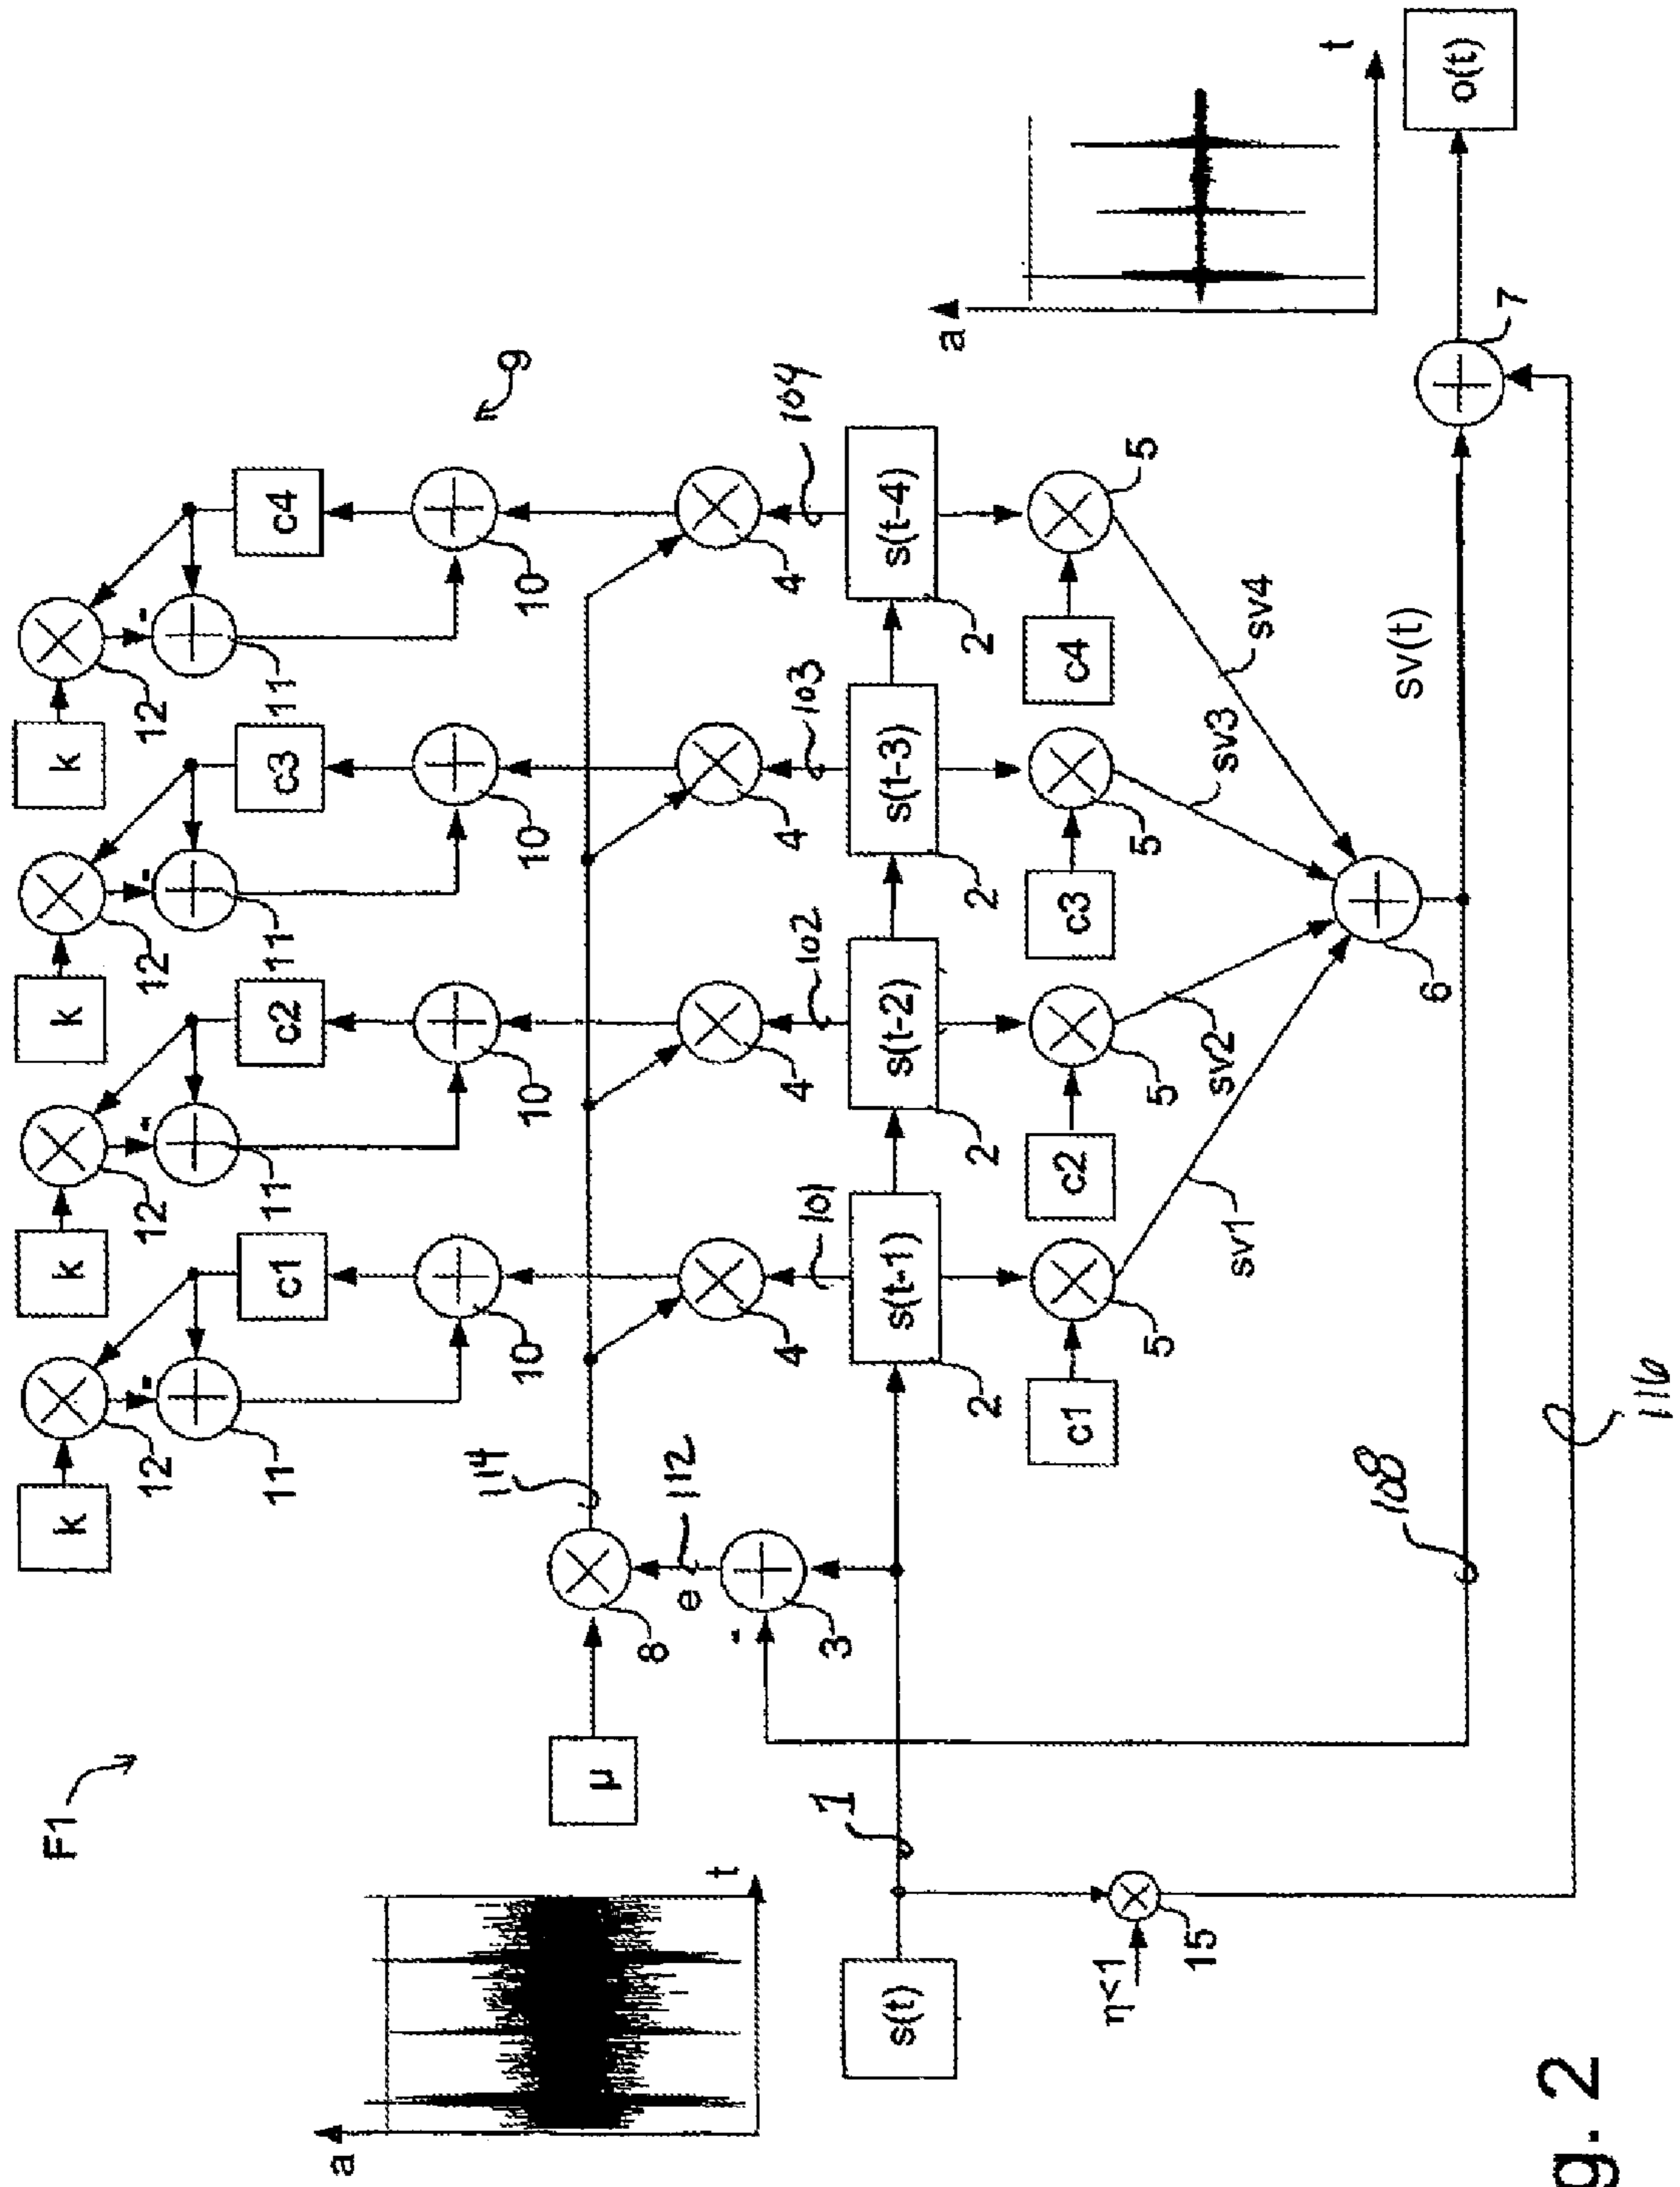 F1
9
k
k
k
k
12
12
12
12
11
11
11
11
c1
c2
c3
c4
10
10
10
10
114
μ
8
e
112
-
3
4
4
4
4
101
102
103
104
a
t
s(t)
1
s(t-1)
s(t-2)
s(t-3)
s(t-4)
2
2
2
2
c1
c2
c3
c4
5
5
5
5
sv1
sv2
sv3
sv4
6
η<1
15
108
sv(t)
116
7
o(t)
a
t
-
-
-
-
g. 2